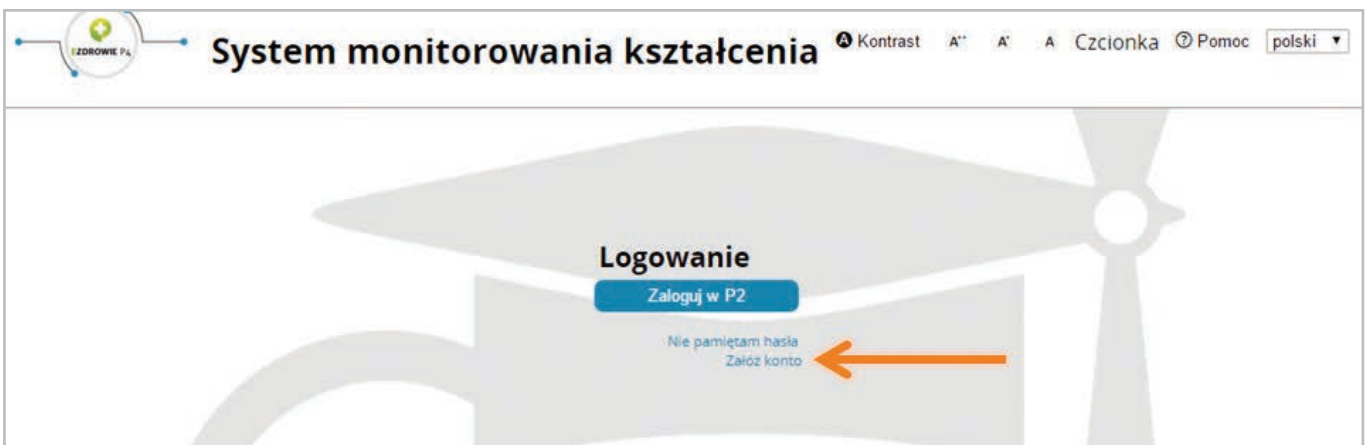 EZDROWIE P4
System monitorowania kształcenia
Kontrast A++ A+ A Czcionka Pomoc polski
Logowanie
Zaloguj w P2
Nie pamiętam hasła
Załóż konto